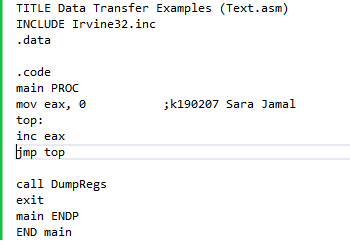 TITLE Data Transfer Examples (Text.asm)
INCLUDE Irvine32.inc
.data
.code
main PROC
mov eax, 0 ;k190207 Sara Jamal
top:
inc eax
jmp top
call DumpRegs
exit
main ENDP
END main